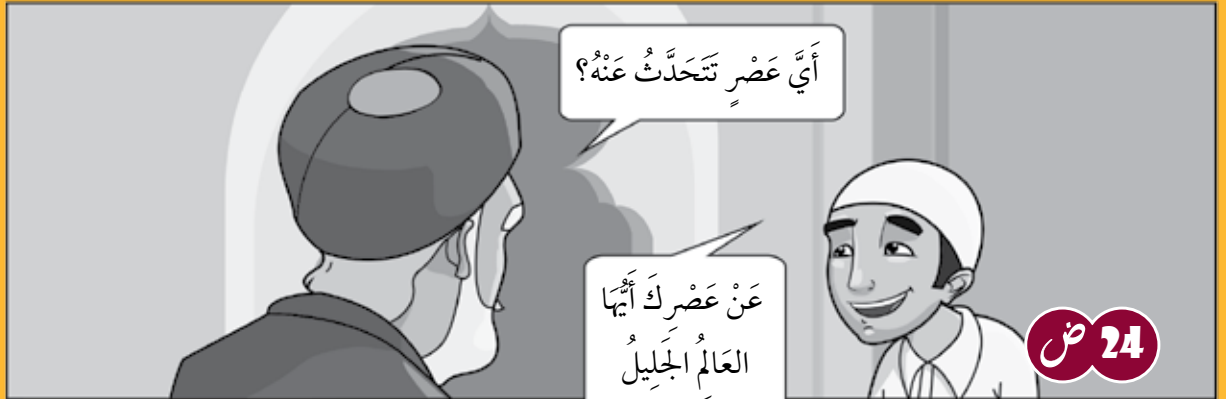 أَيَّ عَصْرٍ تَتَحَدَّثُ عَنْهُ؟
عَنْ عَصْرِكَ أَيُّهَا
العَالِمُ الجَلِيلُ
24 ض